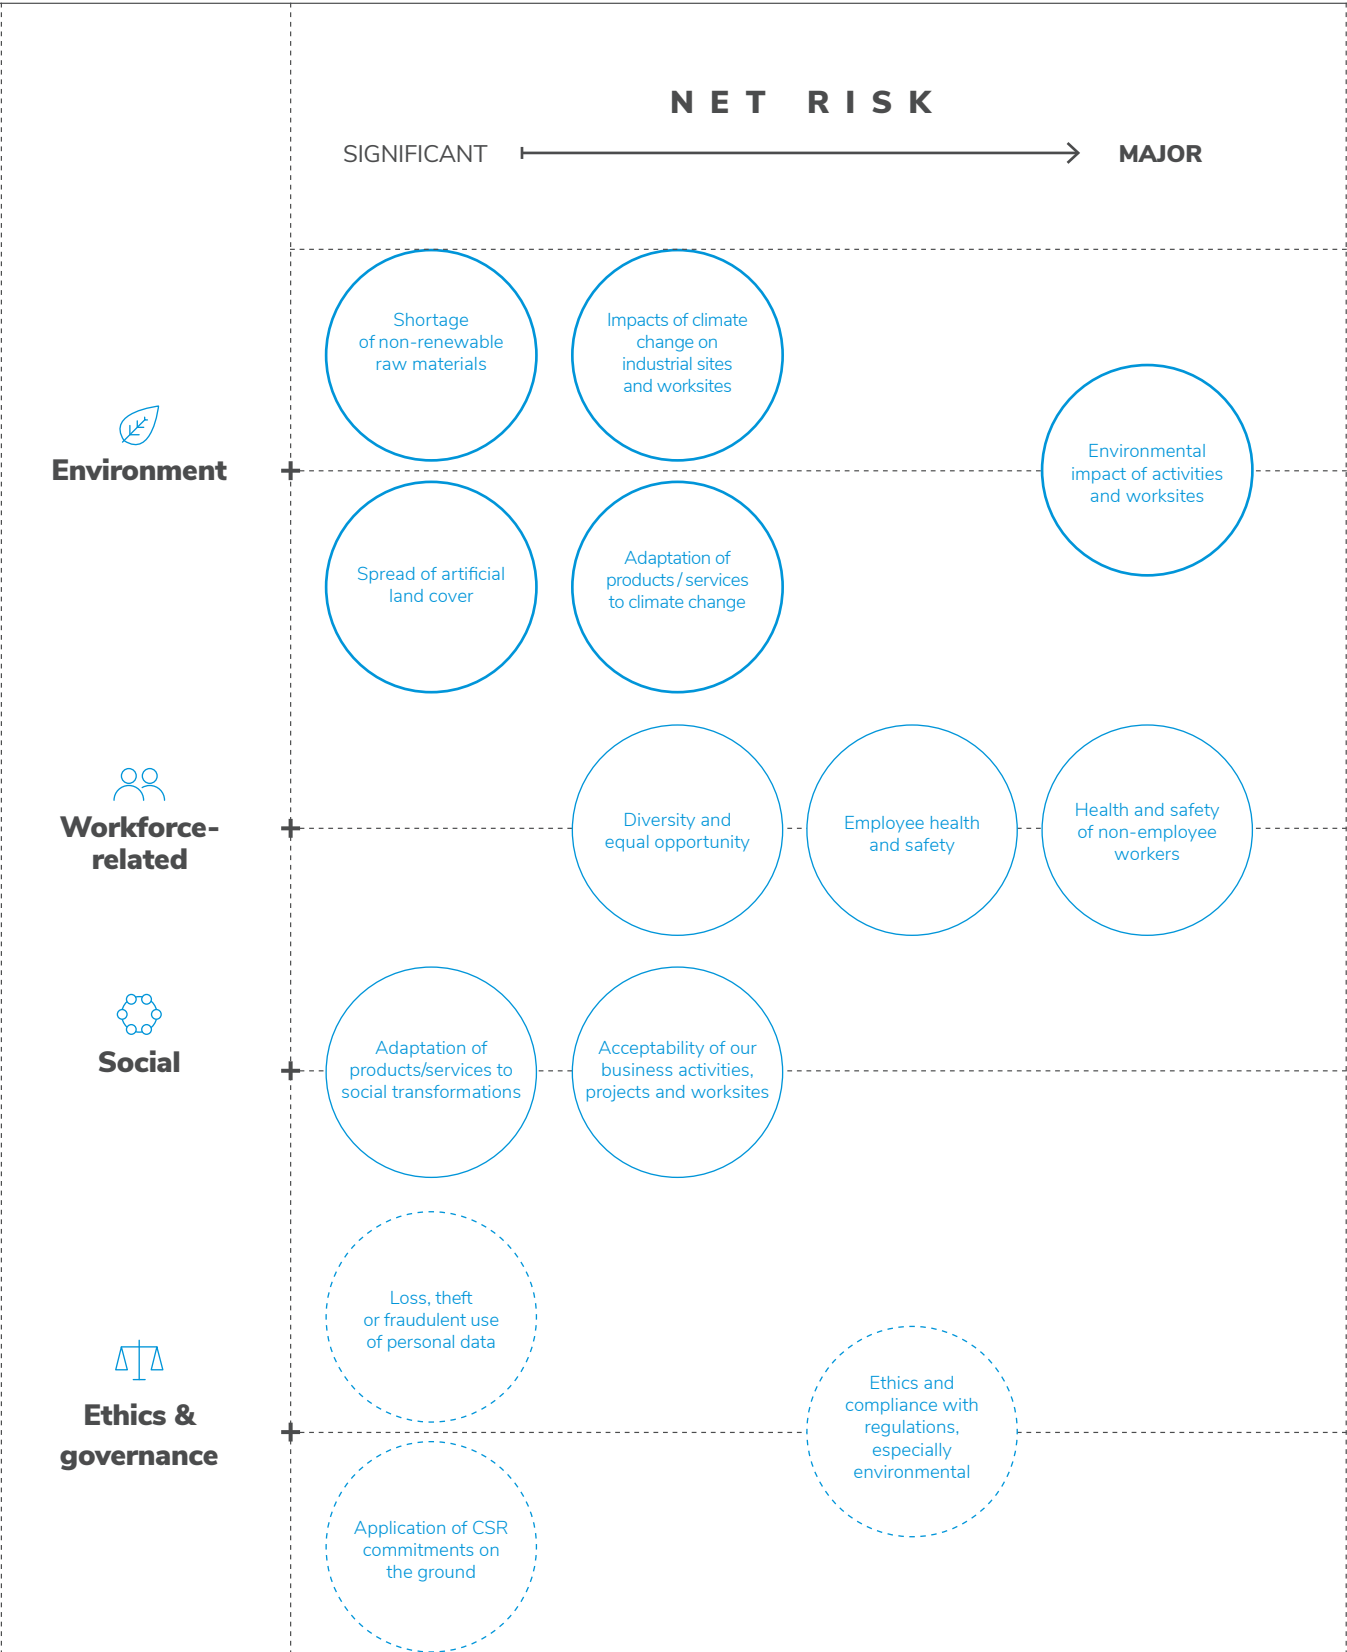 NET RISK
SIGNIFICANT
MAJOR
Environment
Shortage
of non-renewable
raw materials
Impacts of climate
change on
industrial sites
and worksites
Environmental
impact of activities
and worksites
Spread of artificial
land cover
Adaptation of
products / services
to climate change
Workforce-
related
Diversity and
equal opportunity
Employee health
and safety
Health and safety
of non-employee
workers
Social
Adaptation of
products/services to
social transformations
Acceptability of our
business activities,
projects and worksites
Ethics &
governance
Loss, theft
or fraudulent use
of personal data
Ethics and
compliance with
regulations,
especially
environmental
Application of CSR
commitments on
the ground